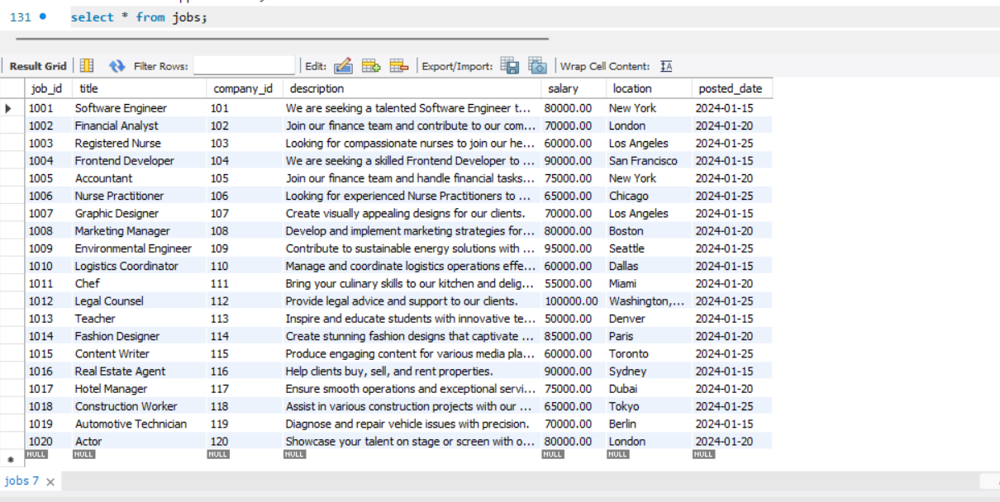 131 select * from jobs;
Result Grid Filter Rows: Edit: Export/Import: Wrap Cell Content:
job_id title company_id description salary location posted_date
1001 Software Engineer 101 We are seeking a talented Software Engineer t... 80000.00 New York 2024-01-15
1002 Financial Analyst 102 Join our finance team and contribute to our com... 70000.00 London 2024-01-20
1003 Registered Nurse 103 Looking for compassionate nurses to join our he... 60000.00 Los Angeles 2024-01-25
1004 Frontend Developer 104 We are seeking a skilled Frontend Developer to ... 90000.00 San Francisco 2024-01-15
1005 Accountant 105 Join our finance team and handle financial tasks... 75000.00 New York 2024-01-20
1006 Nurse Practitioner 106 Looking for experienced Nurse Practitioners to ... 65000.00 Chicago 2024-01-25
1007 Graphic Designer 107 Create visually appealing designs for our clients. 70000.00 Los Angeles 2024-01-15
1008 Marketing Manager 108 Develop and implement marketing strategies for... 80000.00 Boston 2024-01-20
1009 Environmental Engineer 109 Contribute to sustainable energy solutions with ... 95000.00 Seattle 2024-01-25
1010 Logistics Coordinator 110 Manage and coordinate logistics operations effe... 60000.00 Dallas 2024-01-15
1011 Chef 111 Bring your culinary skills to our kitchen and delig... 55000.00 Miami 2024-01-20
1012 Legal Counsel 112 Provide legal advice and support to our clients. 100000.00 Washington,... 2024-01-25
1013 Teacher 113 Inspire and educate students with innovative te... 50000.00 Denver 2024-01-15
1014 Fashion Designer 114 Create stunning fashion designs that captivate ... 85000.00 Paris 2024-01-20
1015 Content Writer 115 Produce engaging content for various media pla... 60000.00 Toronto 2024-01-25
1016 Real Estate Agent 116 Help clients buy, sell, and rent properties. 90000.00 Sydney 2024-01-15
1017 Hotel Manager 117 Ensure smooth operations and exceptional servi... 75000.00 Dubai 2024-01-20
1018 Construction Worker 118 Assist in various construction projects with our ... 65000.00 Tokyo 2024-01-25
1019 Automotive Technician 119 Diagnose and repair vehicle issues with precision. 70000.00 Berlin 2024-01-15
1020 Actor 120 Showcase your talent on stage or screen with o... 80000.00 London 2024-01-20
NULL NULL NULL NULL NULL NULL NULL
jobs 7